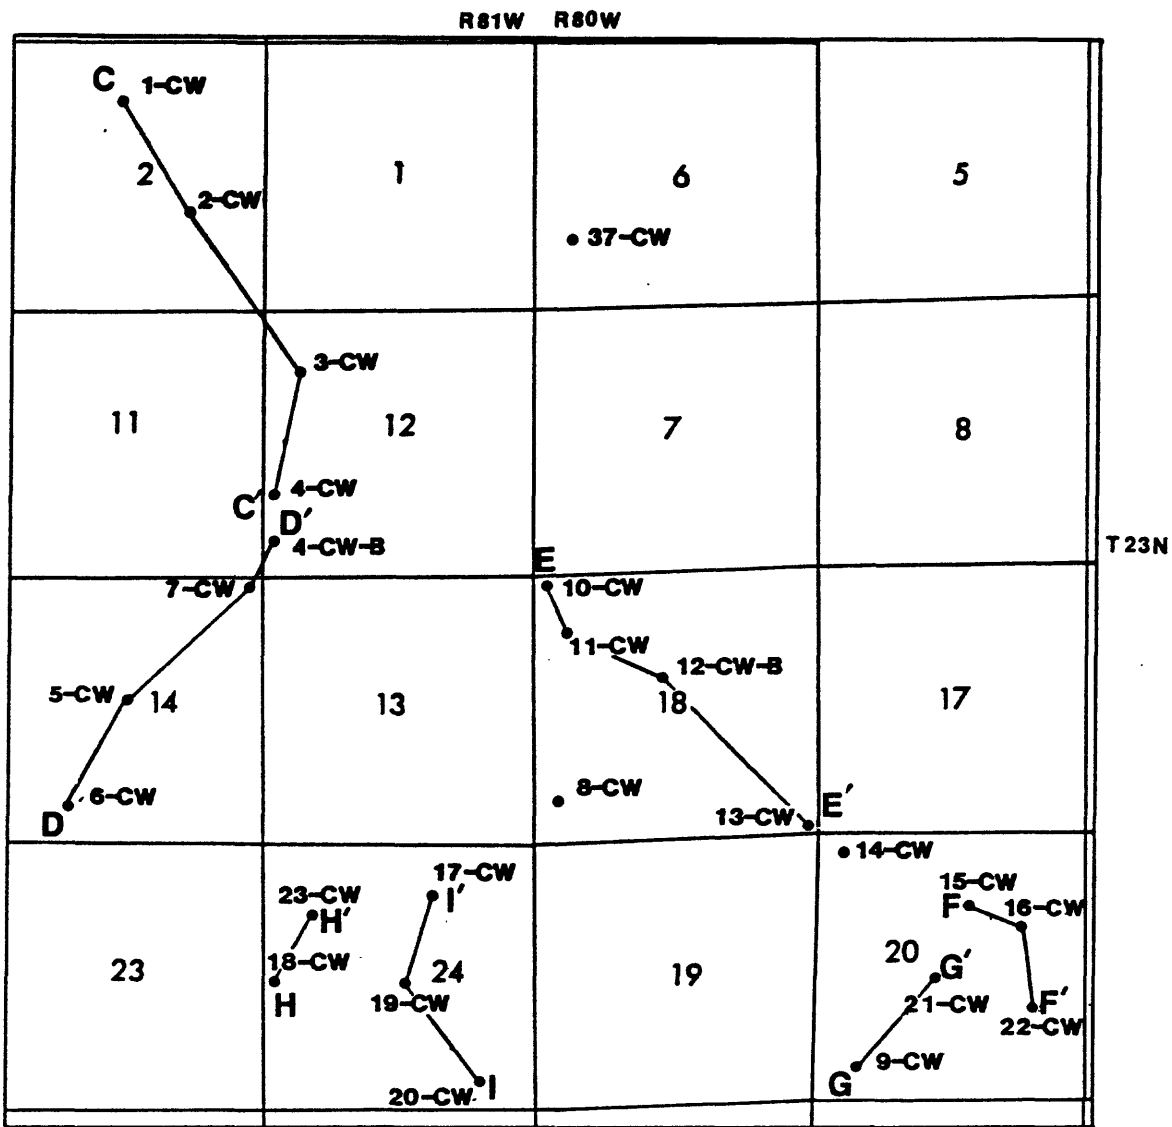 R81W R80W
C 1-CW
2 1 6 5
2-CW
37-CW
3-CW
11 12 7 8
C' 4-CW
D'
4-CW-B
T23N
E
7-CW 10-CW
11-CW
12-CW-B
5-CW 14 13 18 17
6-CW 8-CW
D 13-CW E'
14-CW
17-CW
23-CW I' 15-CW
H' F 16-CW
18-CW 20 G'
23 24 19
H 19-CW 21-CW F'
22-CW
9-CW
20-CW I G